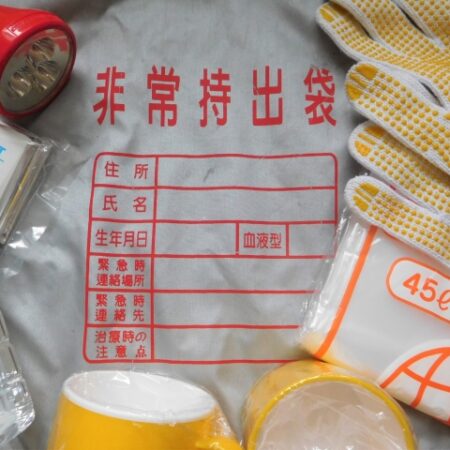 非常持出袋
住所
氏名
生年月日 血液型
緊急時
連絡場所
緊急時
連絡先
治療時の
注意点
45ℓ